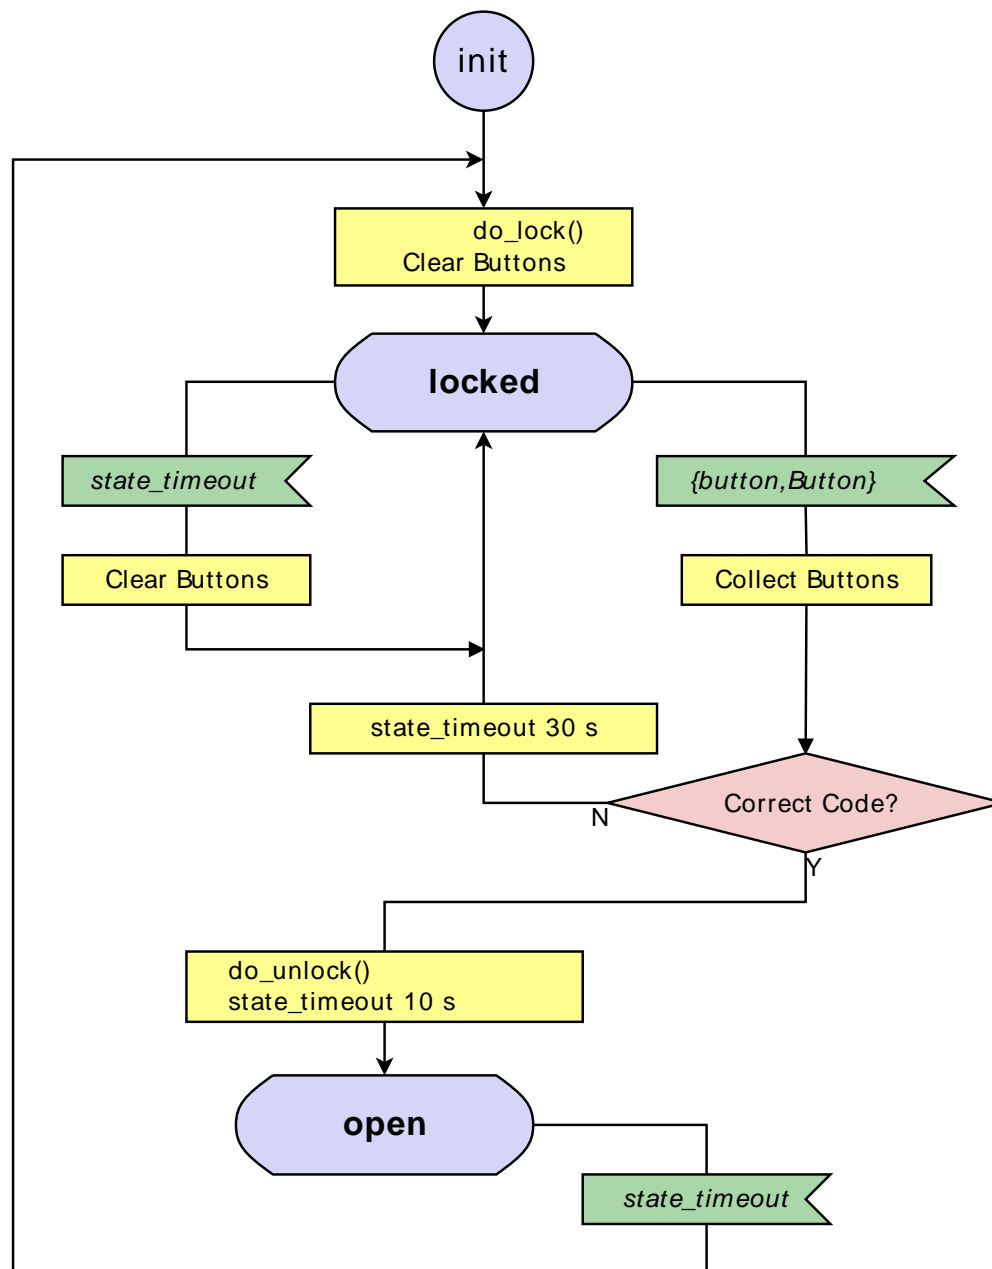 init
do_lock()
Clear Buttons
locked
state_timeout
{button,Button}
Clear Buttons
Collect Buttons
state_timeout 30 s
Correct Code?
N
Y
do_unlock()
state_timeout 10 s
open
state_timeout